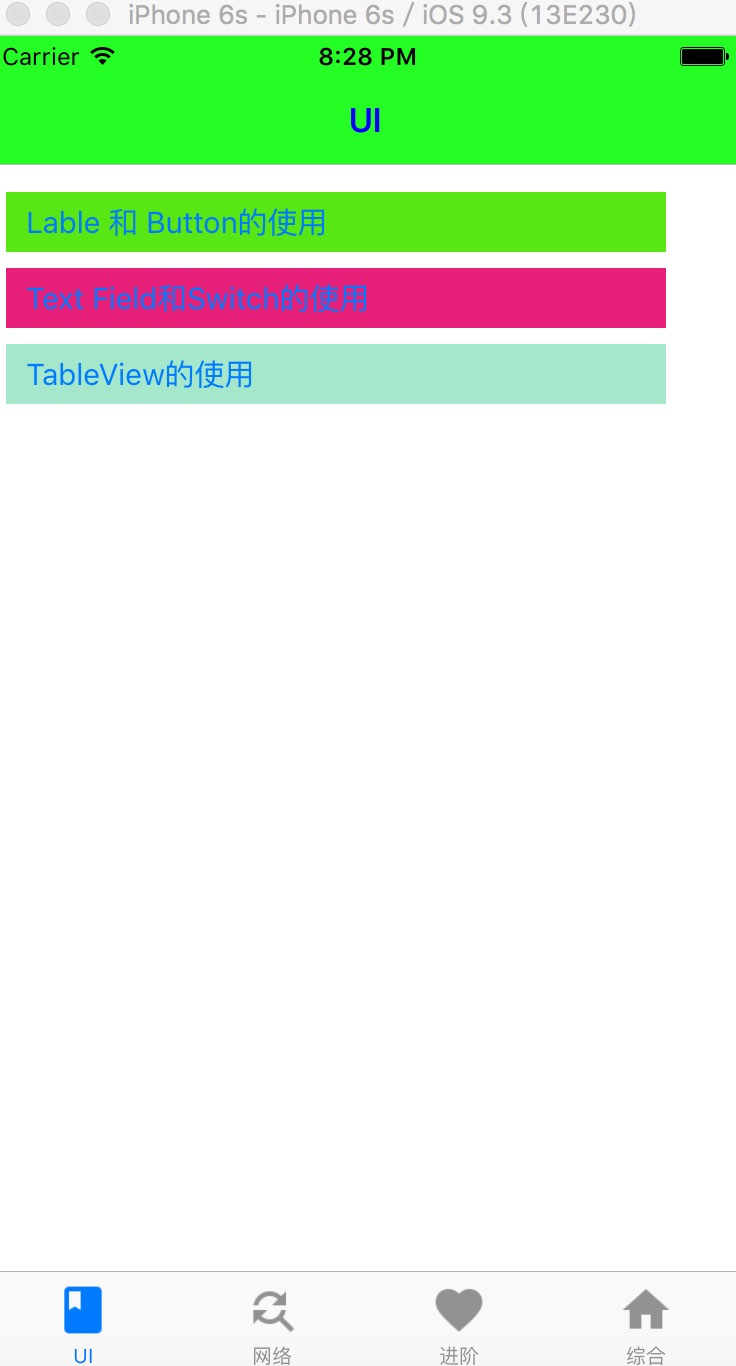 iPhone 6s - iPhone 6s / iOS 9.3 (13E230)
Carrier 8:28 PM
UI
Lable 和 Button的使用
Text Field和Switch的使用
TableView的使用
UI 网络 进阶 综合